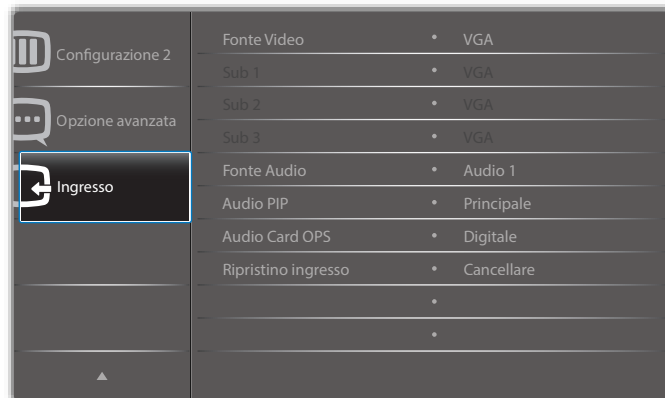 Configurazione 2
Opzione avanzata
Ingresso
Fonte Video • VGA
Sub 1 • VGA
Sub 2 • VGA
Sub 3 • VGA
Fonte Audio • Audio 1
Audio PIP • Principale
Audio Card OPS • Digitale
Ripristino ingresso • Cancellare
•
•